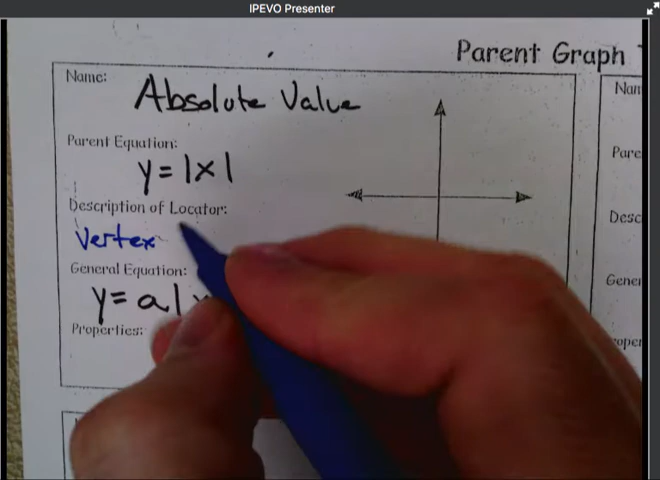 IPEVO Presenter
Parent Graph
Name:
Absolute Value
Parent Equation:
y=|x|
Description of Locator:
Vertex
General Equation:
y= a|
Properties: